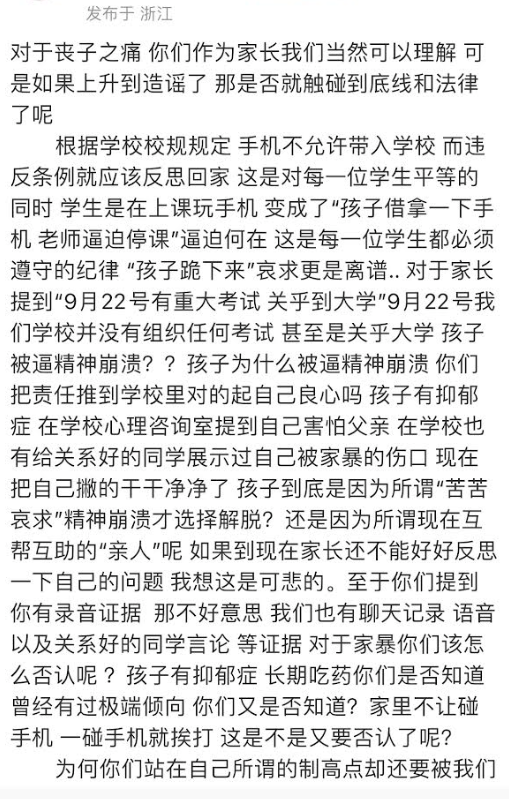 发布于 浙江
对于丧子之痛 你们作为家长我们当然可以理解 可
是如果上升到造谣了 那是否就触碰到底线和法律
了呢
根据学校校规规定 手机不允许带入学校 而违
反条例就应该反思回家 这是对每一位学生平等的
同时 学生是在上课玩手机 变成了“孩子借拿一下手
机 老师逼迫停课”逼迫何在 这是每一位学生都必须
遵守的纪律 “孩子跪下来”哀求更是离谱.. 对于家长
提到“9月22号有重大考试 关乎到大学”9月22号我
们学校并没有组织任何考试 甚至是关乎大学 孩子
被逼精神崩溃？？孩子为什么被逼精神崩溃 你们
把责任推到学校里对的起自己良心吗 孩子有抑郁
症 在学校心理咨询室提到自己害怕父亲 在学校也
有给关系好的同学展示过自己被家暴的伤口 现在
把自己撇的干干净净了 孩子到底是因为所谓“苦苦
哀求”精神崩溃才选择解脱？还是因为所谓现在互
帮互助的“亲人”呢 如果到现在家长还不能好好反思
一下自己的问题 我想这是可悲的。至于你们提到
你有录音证据 那不好意思 我们也有聊天记录 语音
以及关系好的同学言论 等证据 对于家暴你们该怎
么否认呢 ？孩子有抑郁症 长期吃药你们是否知道
曾经有过极端倾向 你们又是否知道？家里不让碰
手机 一碰手机就挨打 这是不是又要否认了呢？
为何你们站在自己所谓的制高点却还要被我们